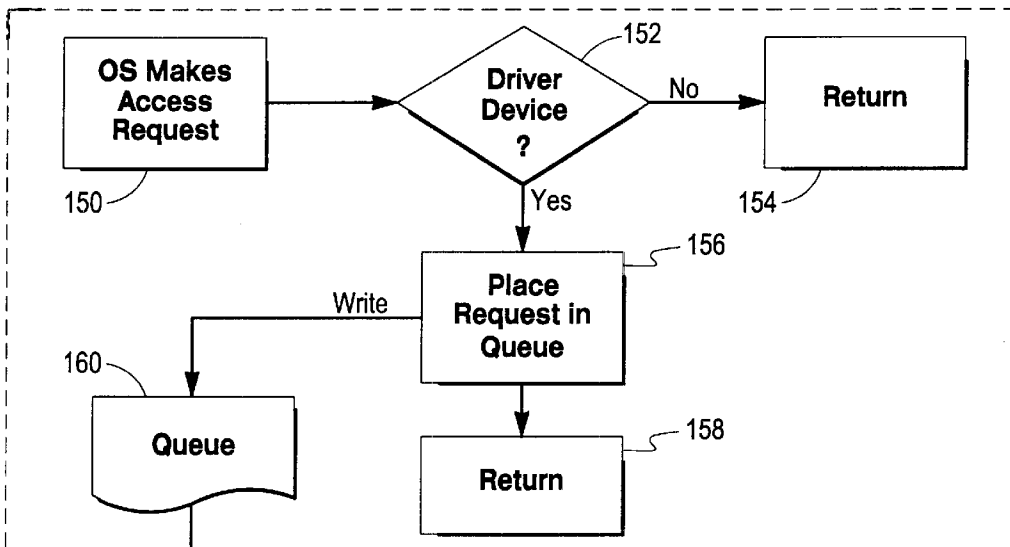 OS Makes
Access
Request
150
Driver
Device
?
152
No
Return
154
Yes
Place
Request in
Queue
156
Write
160
Queue
Return
158